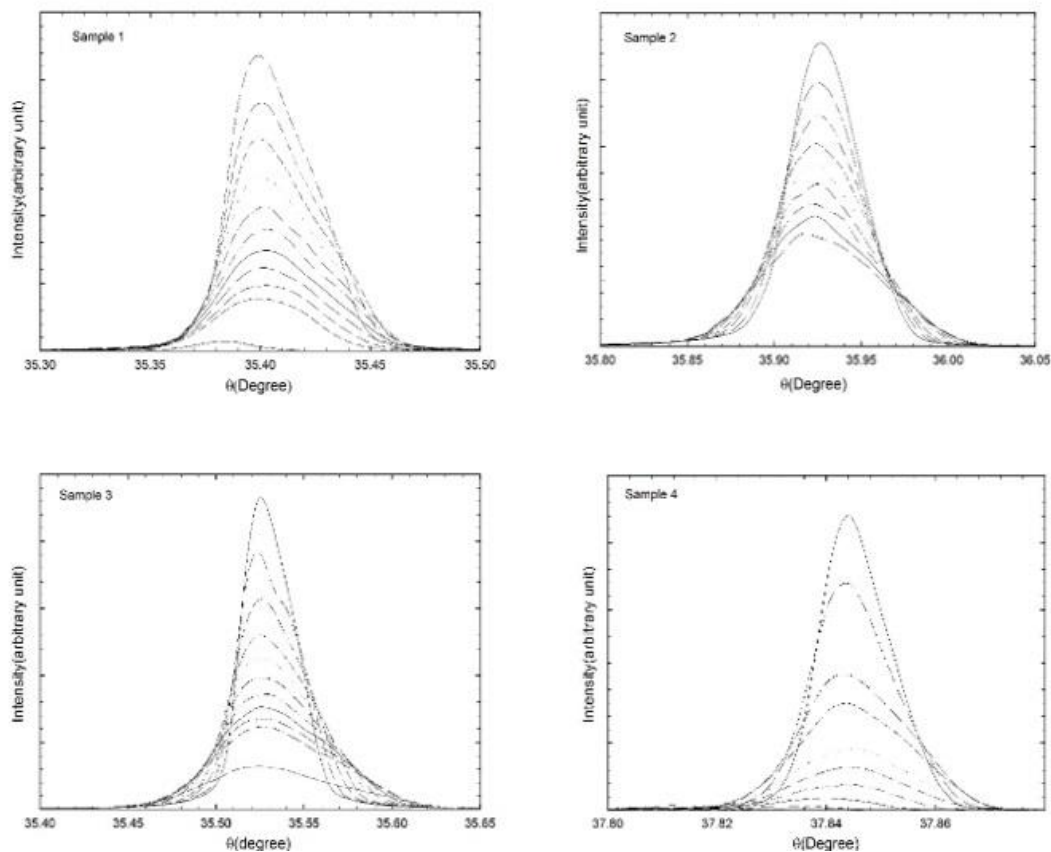 Sample 1
Intensity(arbitrary unit)
35.30 35.35 35.40 35.45 35.50
θ(Degree)
Sample 2
Intensity(arbitrary unit)
35.80 35.85 35.90 35.95 36.00 36.05
θ(Degree)
Sample 3
Intensity(arbitrary unit)
35.40 35.45 35.50 35.55 35.60 35.65
θ(degree)
Sample 4
Intensity(arbitrary unit)
37.80 37.82 37.84 37.86
θ(Degree)